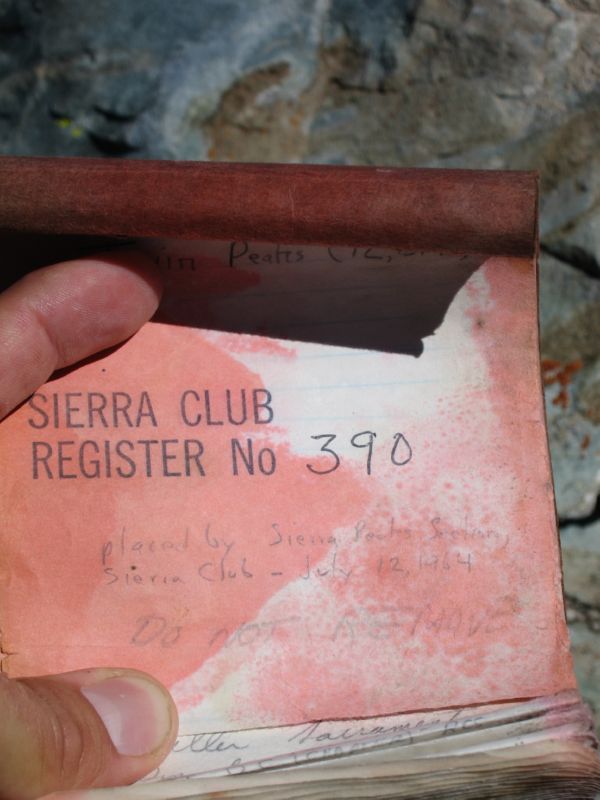 Peaks (12,
SIERRA CLUB
REGISTER No 390
placed by Sierra Peaks Section,
Sierra Club - July 12, 1964
DO NOT REMOVE
Sacramento